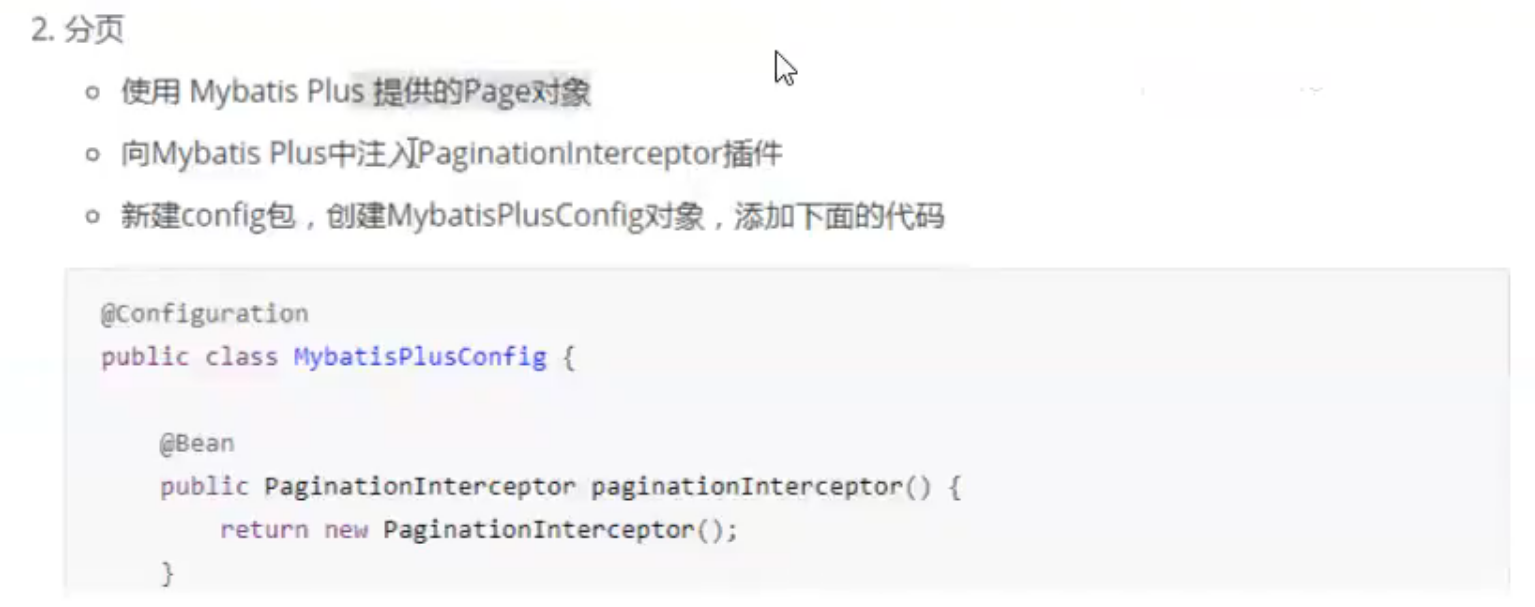 2. 分页
使用 Mybatis Plus 提供的Page对象
向Mybatis Plus中注入PaginationInterceptor插件
新建config包，创建MybatisPlusConfig对象，添加下面的代码
@Configuration
public class MybatisPlusConfig {
@Bean
public PaginationInterceptor paginationInterceptor() {
return new PaginationInterceptor();
}